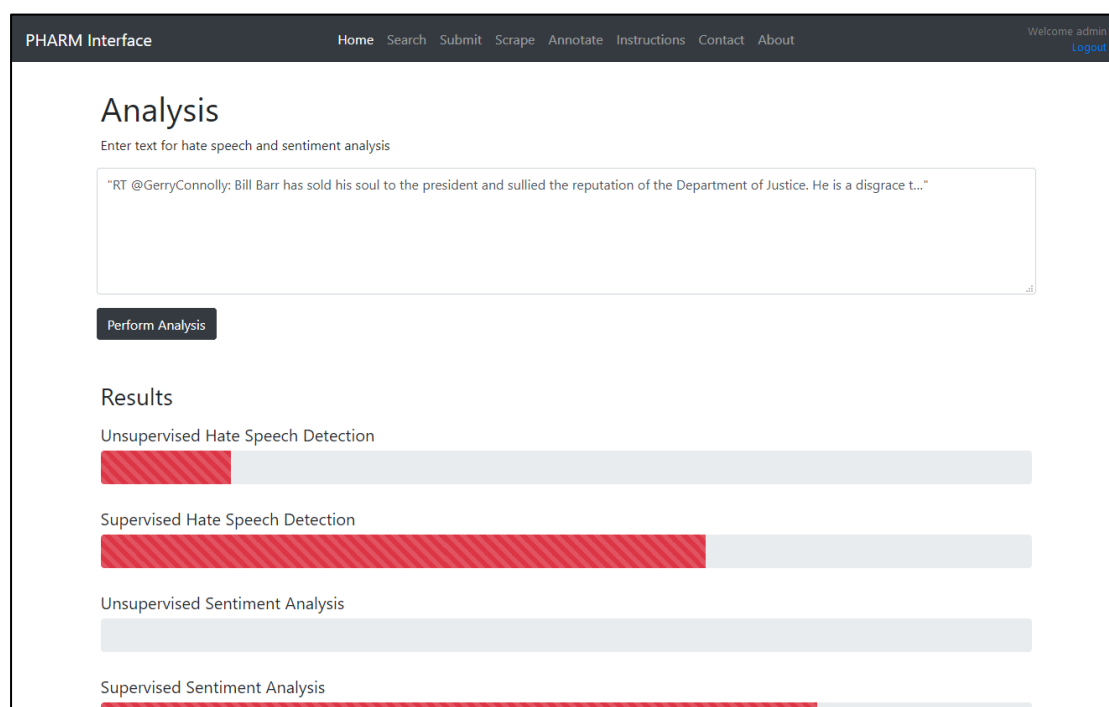 PHARM Interface Home Search Submit Scrape Annotate Instructions Contact About Welcome admin
Logout
Analysis
Enter text for hate speech and sentiment analysis
"RT @GerryConnolly: Bill Barr has sold his soul to the president and sullied the reputation of the Department of Justice. He is a disgrace t..."
Perform Analysis
Results
Unsupervised Hate Speech Detection
Supervised Hate Speech Detection
Unsupervised Sentiment Analysis
Supervised Sentiment Analysis